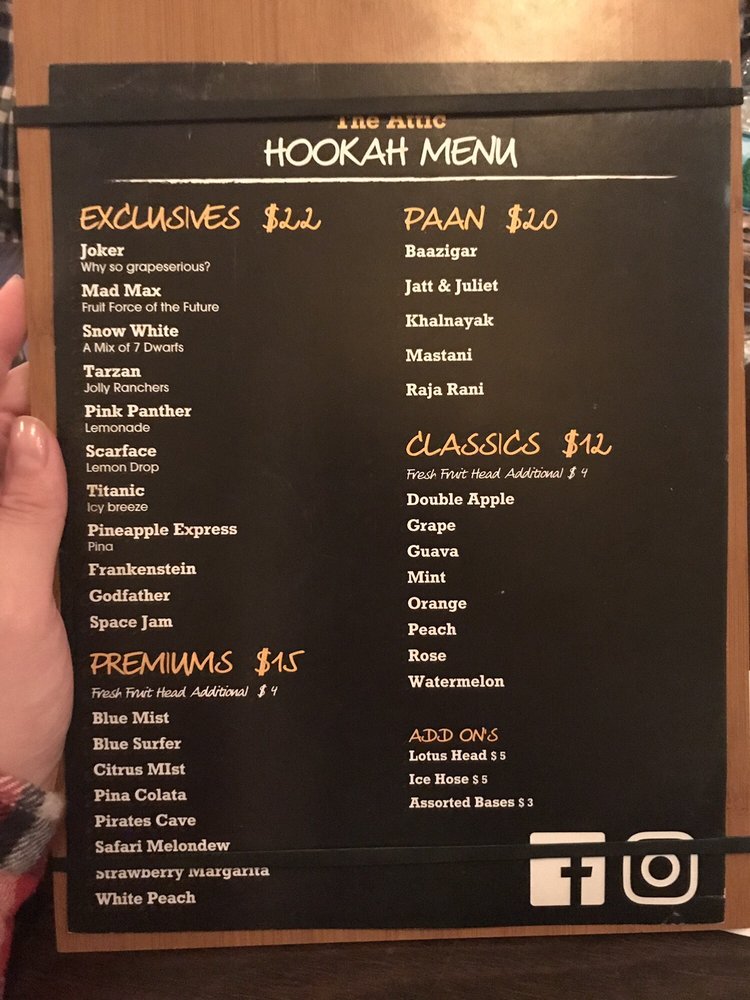 The Attic
HOOKAH MENU
EXCLUSIVES $22
Joker
Why so grapeserious?
Mad Max
Fruit Force of the Future
Snow White
A Mix of 7 Dwarfs
Tarzan
Jolly Ranchers
Pink Panther
Lemonade
Scarface
Lemon Drop
Titanic
Icy breeze
Pineapple Express
Pina
Frankenstein
Godfather
Space Jam
PREMIUMS $15
Fresh Fruit Head Additional $ 4
Blue Mist
Blue Surfer
Citrus MIst
Pina Colata
Pirates Cave
Safari Melondew
Strawberry Margarita
White Peach
PAAN $20
Baazigar
Jatt & Juliet
Khalnayak
Mastani
Raja Rani
CLASSICS $12
Fresh Fruit Head Additional $ 4
Double Apple
Grape
Guava
Mint
Orange
Peach
Rose
Watermelon
ADD ON'S
Lotus Head $ 5
Ice Hose $ 5
Assorted Bases $ 3